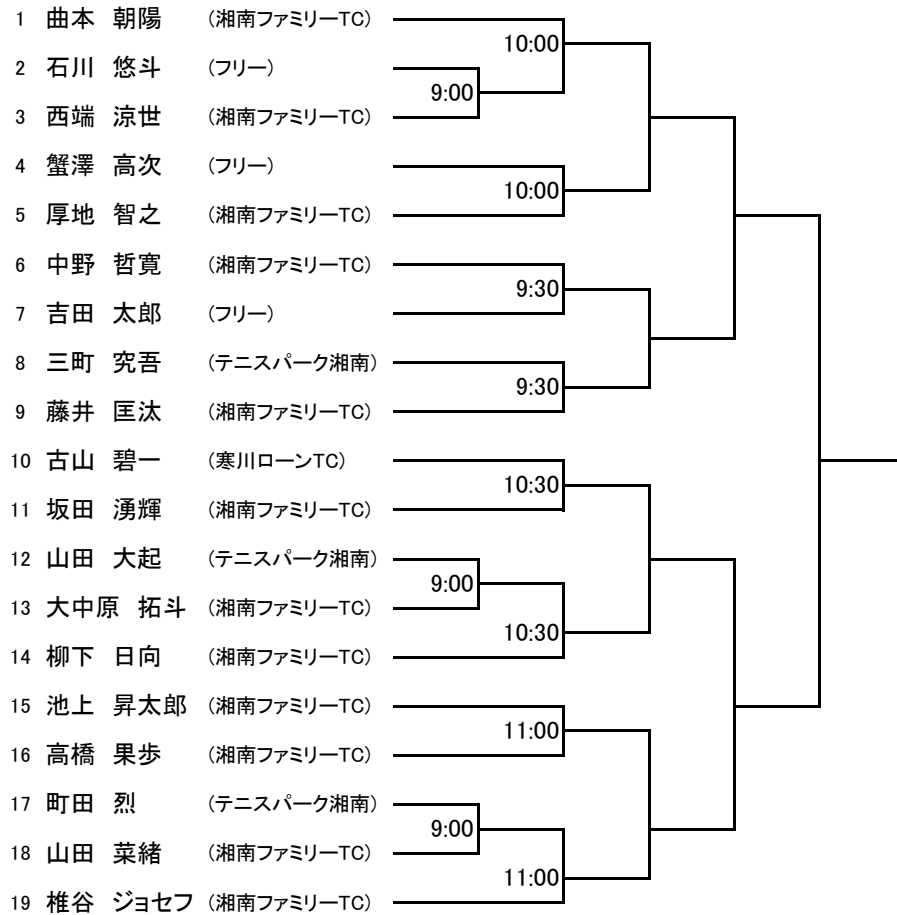 1 曲本 朝陽 (湘南ファミリーTC)
10:00
2 石川 悠斗 (フリー)
9:00
3 西端 涼世 (湘南ファミリーTC)
4 蟹澤 高次 (フリー)
10:00
5 厚地 智之 (湘南ファミリーTC)
6 中野 哲寛 (湘南ファミリーTC)
9:30
7 吉田 太郎 (フリー)
8 三町 究吾 (テニスパーク湘南)
9:30
9 藤井 匡汰 (湘南ファミリーTC)
10 古山 碧一 (寒川ローンTC)
10:30
11 坂田 湧輝 (湘南ファミリーTC)
12 山田 大起 (テニスパーク湘南)
9:00
13 大中原 拓斗 (湘南ファミリーTC)
10:30
14 柳下 日向 (湘南ファミリーTC)
15 池上 昇太郎 (湘南ファミリーTC)
11:00
16 高橋 果歩 (湘南ファミリーTC)
17 町田 烈 (テニスパーク湘南)
9:00
18 山田 菜緒 (湘南ファミリーTC)
11:00
19 椎谷 ジョセフ (湘南ファミリーTC)